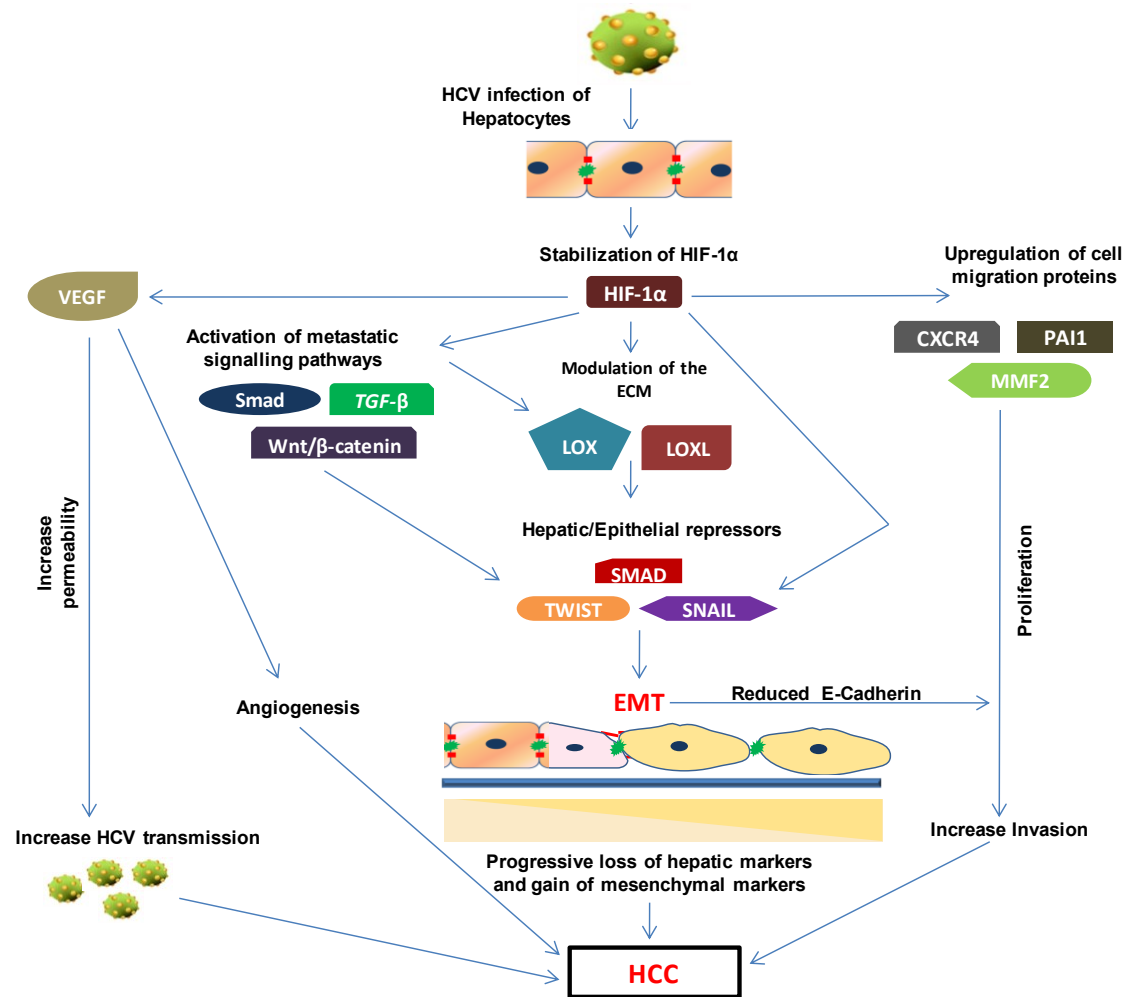 HCV infection of
Hepatocytes
Stabilization of HIF-1α
HIF-1α
Upregulation of cell
migration proteins
VEGF
CXCR4
PAI1
MMF2
Activation of metastatic
signalling pathways
Smad
TGF-β
Wnt/β-catenin
Modulation of the
ECM
LOX
LOXL
Hepatic/Epithelial repressors
SMAD
TWIST
SNAIL
Increase
permeability
Proliferation
EMT
Reduced E-Cadherin
Angiogenesis
Increase HCV transmission
Increase Invasion
Progressive loss of hepatic markers
and gain of mesenchymal markers
HCC